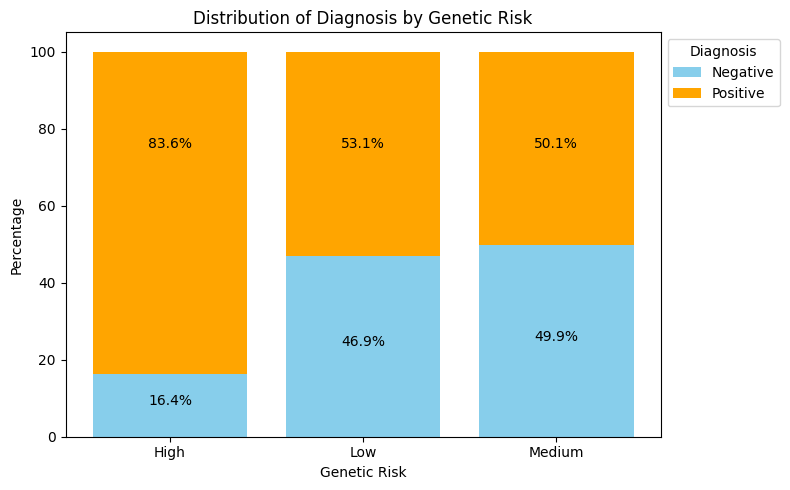 Distribution of Diagnosis by Genetic Risk
Diagnosis
Negative
Positive
Percentage
100
80
60
40
20
0
83.6%
53.1%
50.1%
16.4%
46.9%
49.9%
High
Low
Medium
Genetic Risk